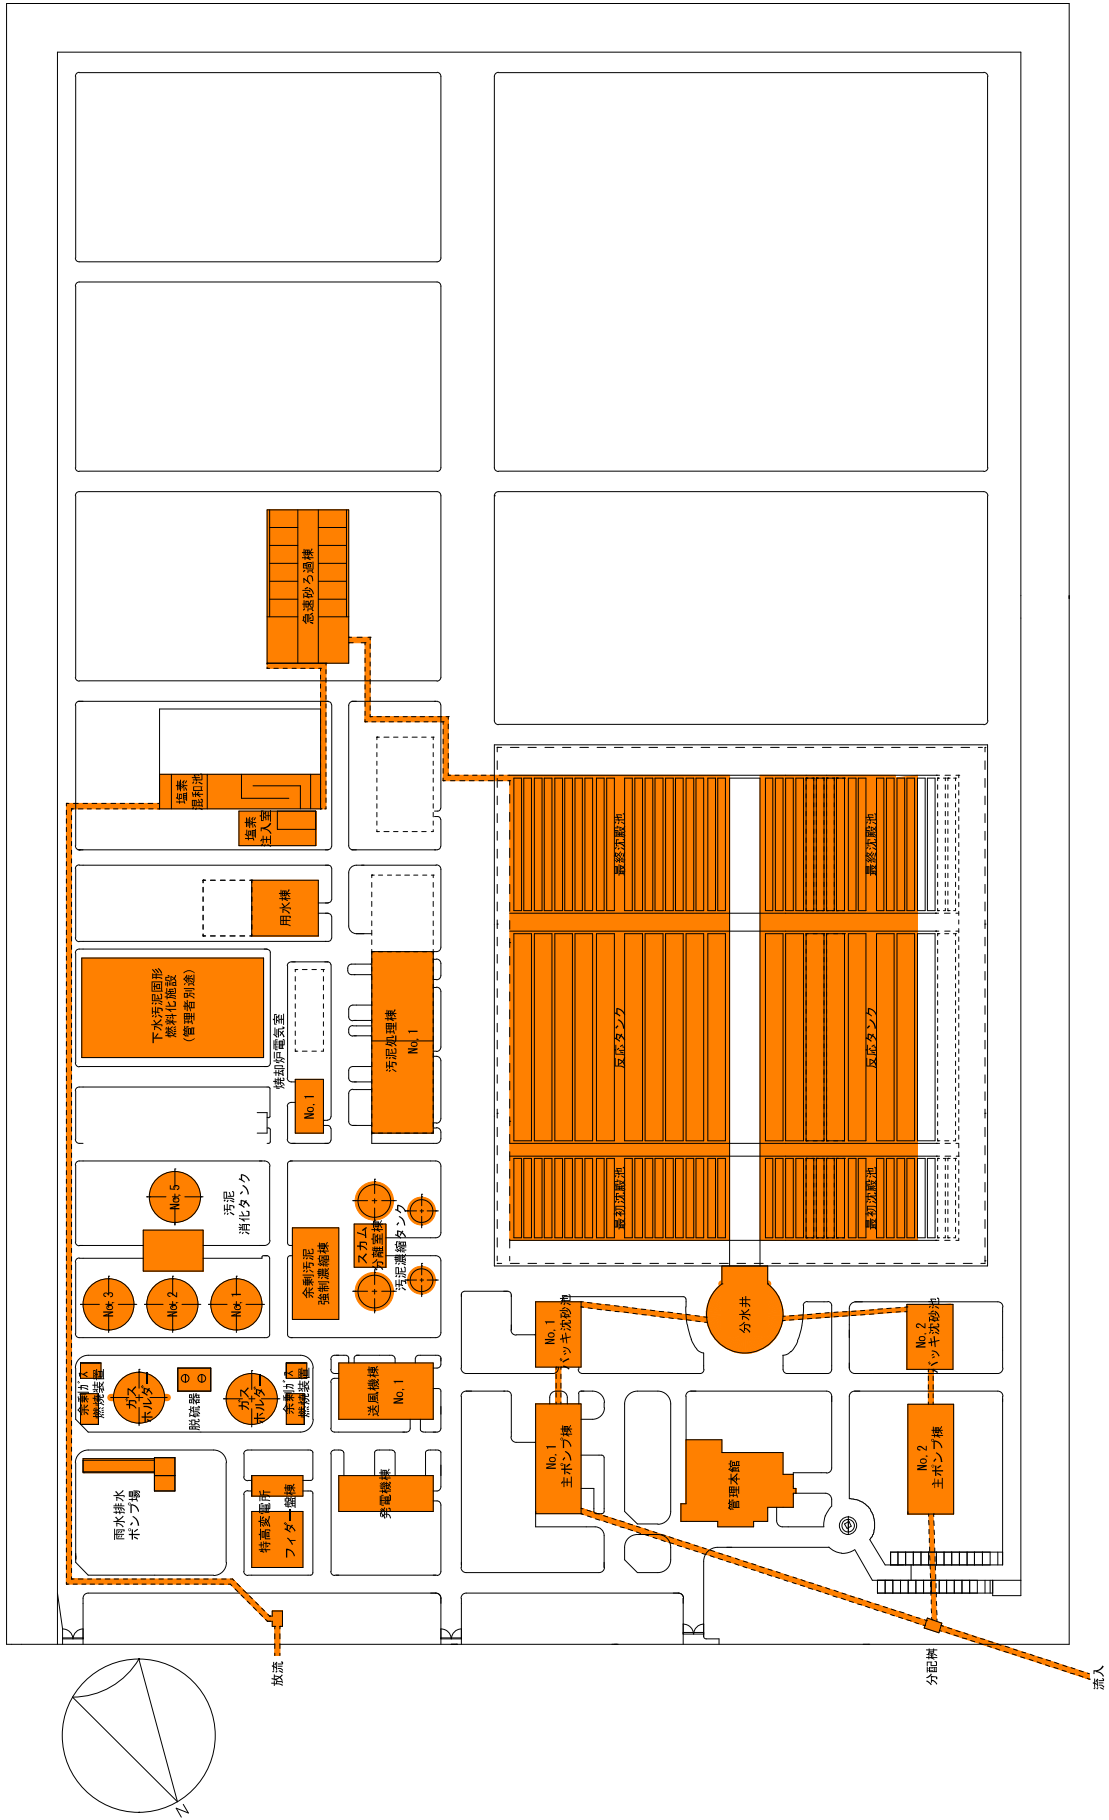 急速砂ろ過棟
塩素
混和池
塩素
注入室
用水棟
下水汚泥固形
燃料化施設
(管理者別途)
焼却炉電気室
No.1
汚泥処理棟
No.1
最終沈殿池
最終沈殿池
反応タンク
反応タンク
最初沈殿池
最初沈殿池
No.5
汚泥
消化タンク
No.3
No.2
No.1
余剰汚泥
強制濃縮棟
スカム
分離室棟
汚泥濃縮タンク
分水井
No.1
バッキ沈砂池
No.2
バッキ沈砂池
余剰ガス
燃焼装置
ガス
ホルダー
脱硫器
ガス
ホルダー
余剰ガス
燃焼装置
送風機棟
No.1
No.1
主ポンプ棟
管理本館
No.2
主ポンプ棟
雨水排水
ポンプ場
特高変電所
フィダー盤棟
発電機棟
放流
分配桝
流入
N